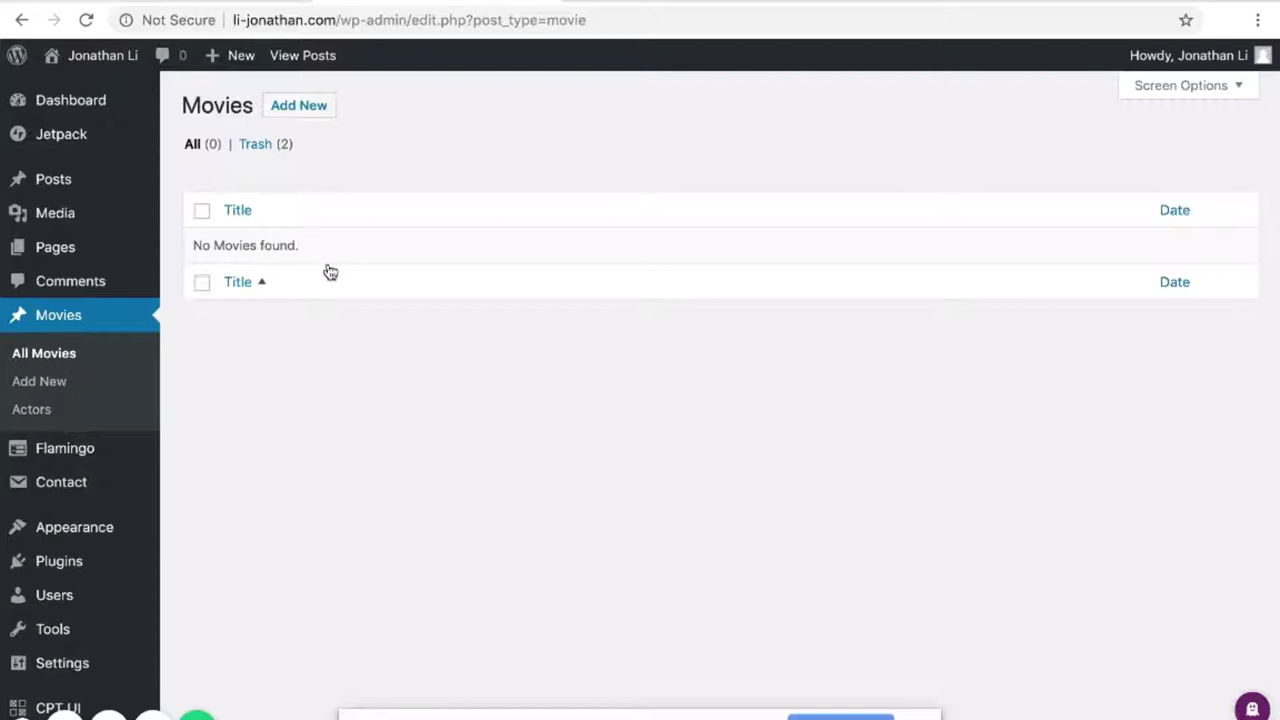 Not Secure li-jonathan.com/wp-admin/edit.php?post_type=movie
Jonathan Li 0 New View Posts Howdy, Jonathan Li
Screen Options
Dashboard
Jetpack
Posts
Media
Pages
Comments
Movies
All Movies
Add New
Actors
Flamingo
Contact
Appearance
Plugins
Users
Tools
Settings
CPT UI
Movies Add New
All (0) | Trash (2)
Title Date
No Movies found.
Title Date